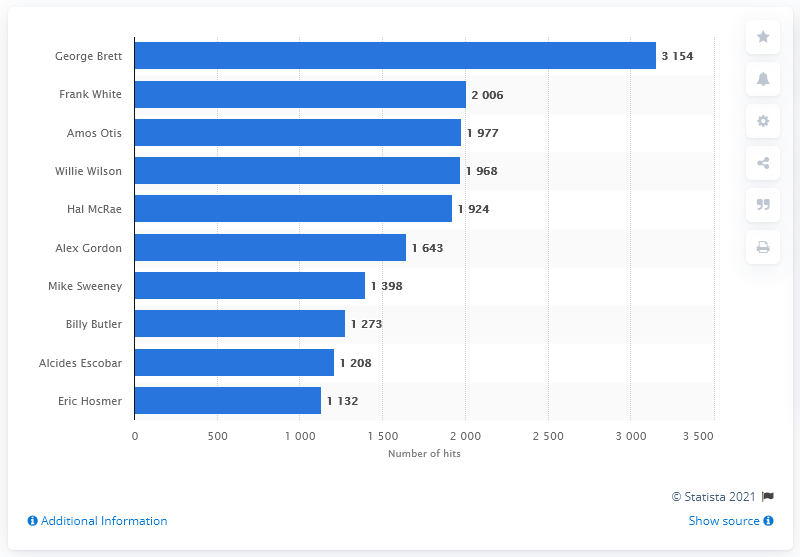 George Brett 3 154
Frank White 2 006
Amos Otis 1 977
Willie Wilson 1 968
Hal McRae 1 924
Alex Gordon 1 643
Mike Sweeney 1 398
Billy Butler 1 273
Alcides Escobar 1 208
Eric Hosmer 1 132
0 500 1 000 1 500 2 000 2 500 3 000 3 500
Number of hits
© Statista 2021
Additional Information Show source